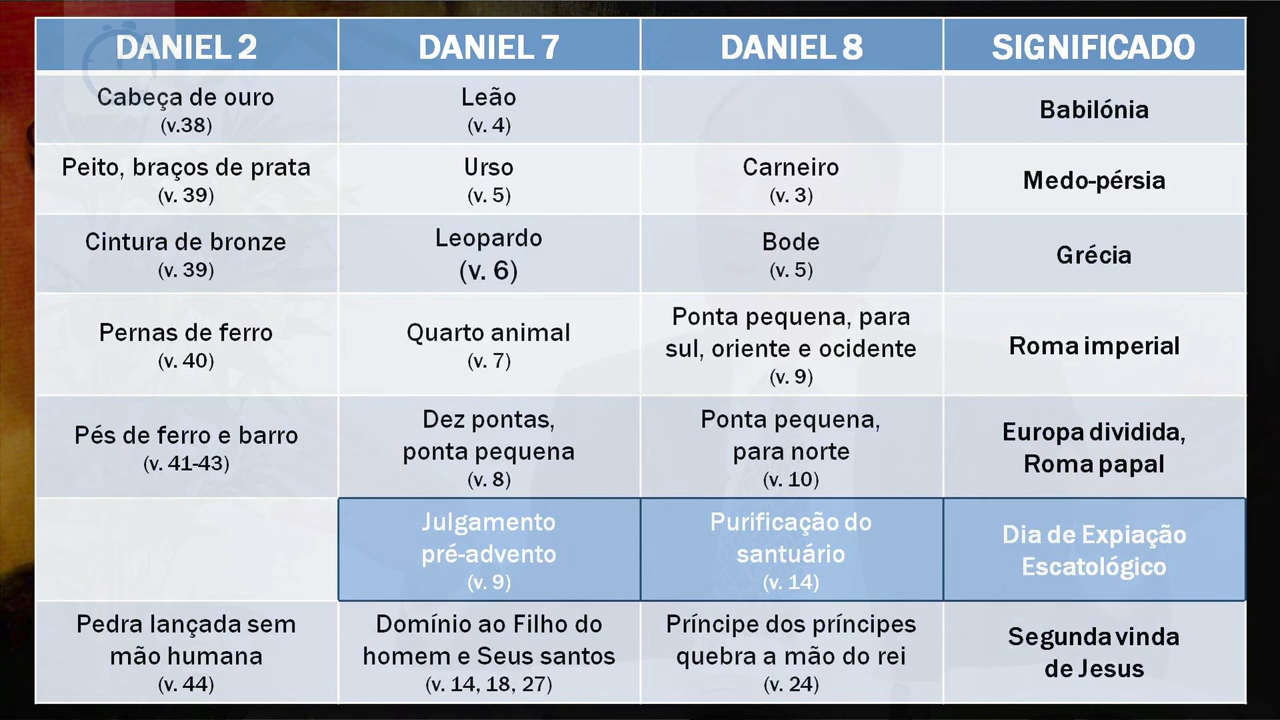 DANIEL 2 DANIEL 7 DANIEL 8 SIGNIFICADO
Cabeça de ouro
(v.38)
Leão
(v. 4)
Babilónia
Peito, braços de prata
(v. 39)
Urso
(v. 5)
Carneiro
(v. 3)
Medo-pérsia
Cintura de bronze
(v. 39)
Leopardo
(v. 6)
Bode
(v. 5)
Grécia
Pernas de ferro
(v. 40)
Quarto animal
(v. 7)
Ponta pequena, para
sul, oriente e ocidente
(v. 9)
Roma imperial
Pés de ferro e barro
(v. 41-43)
Dez pontas,
ponta pequena
(v. 8)
Ponta pequena,
para norte
(v. 10)
Europa dividida,
Roma papal
Julgamento
pré-advento
(v. 9)
Purificação do
santuário
(v. 14)
Dia de Expiação
Escatológico
Pedra lançada sem
mão humana
(v. 44)
Domínio ao Filho do
homem e Seus santos
(v. 14, 18, 27)
Príncipe dos príncipes
quebra a mão do rei
(v. 24)
Segunda vinda
de Jesus